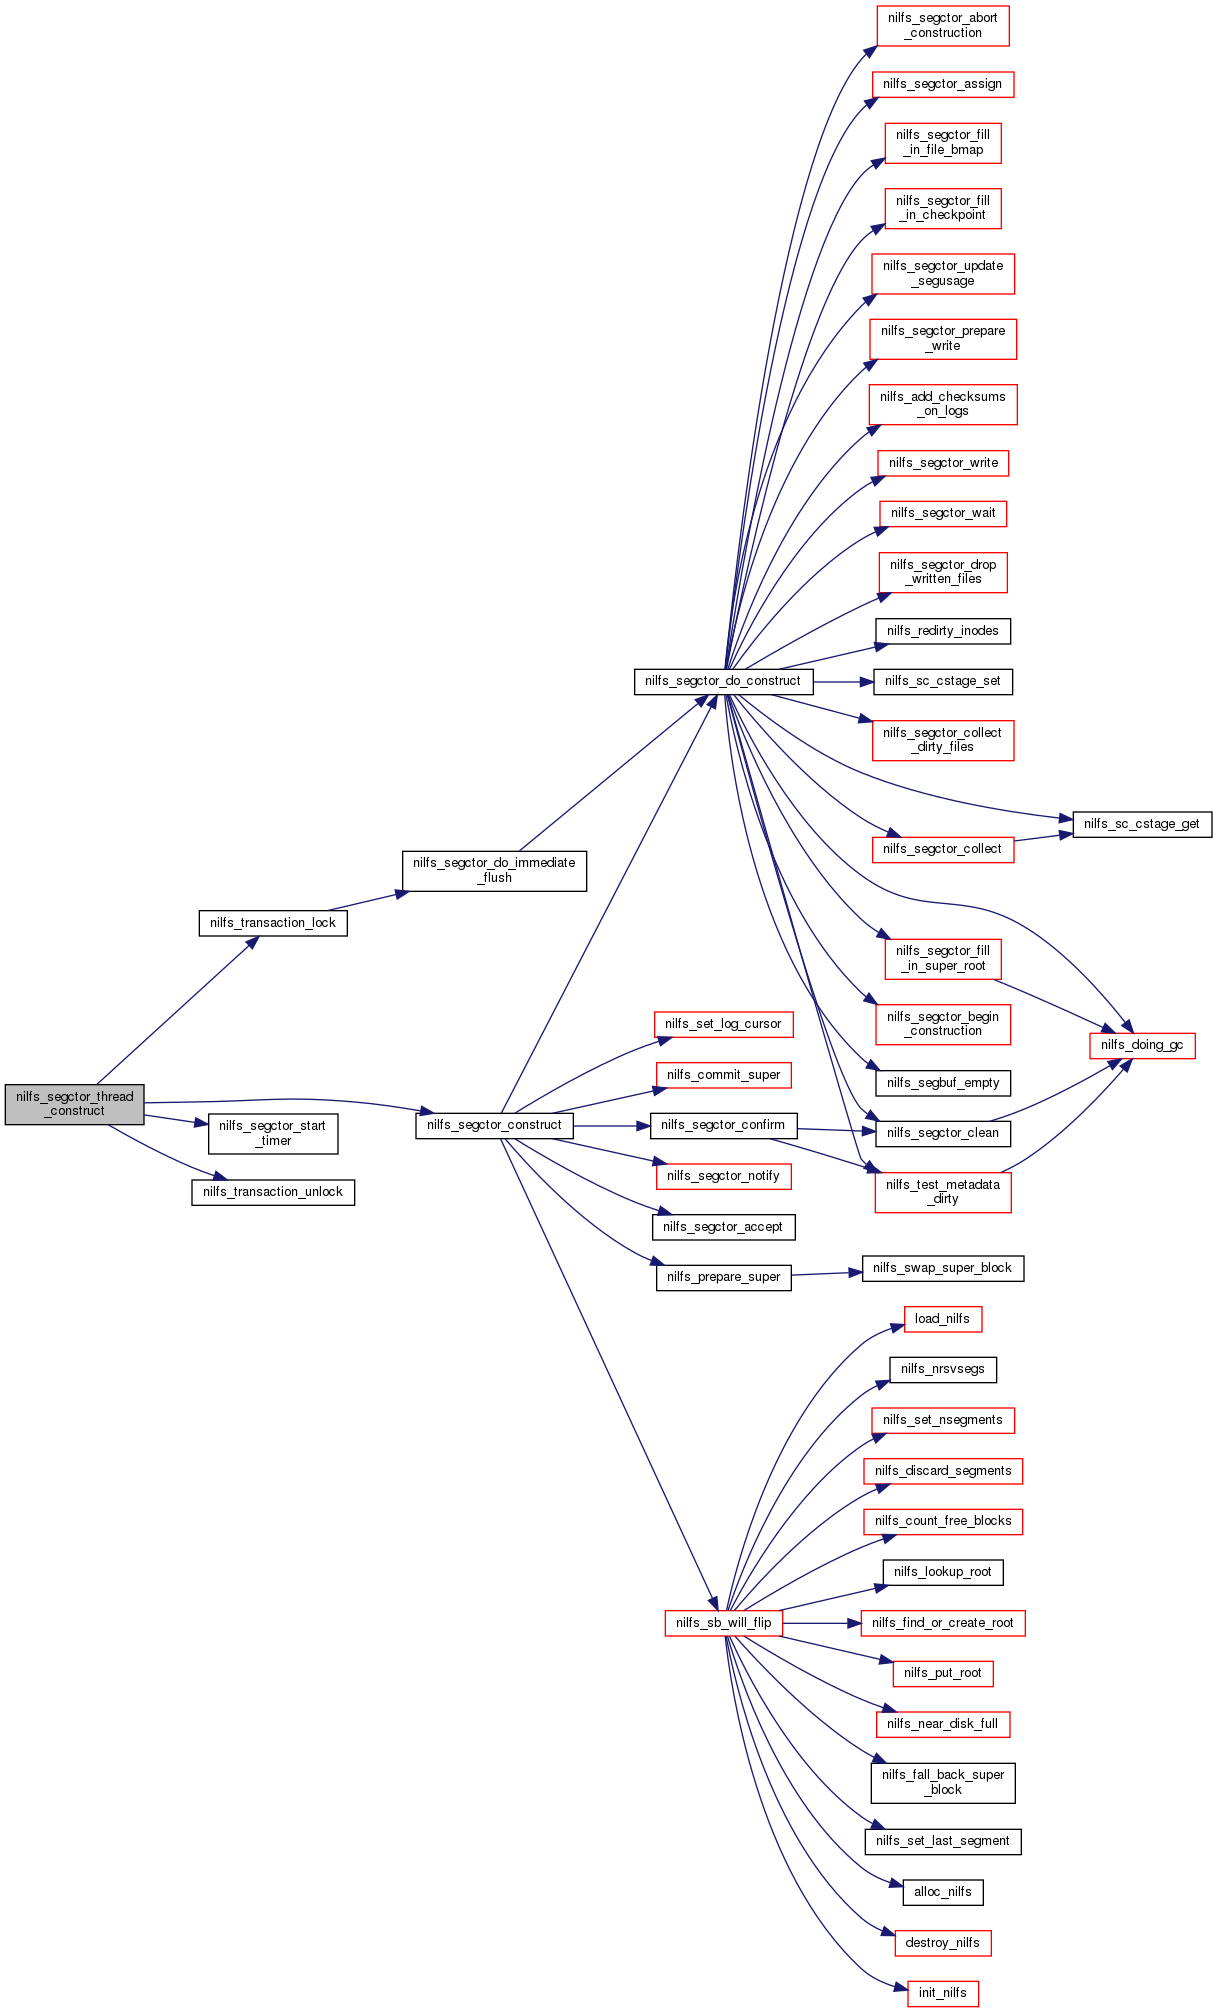 nilfs_segctor_abort
_construction
nilfs_segctor_assign
nilfs_segctor_fill
_in_file_bmap
nilfs_segctor_fill
_in_checkpoint
nilfs_segctor_update
_segusage
nilfs_segctor_prepare
_write
nilfs_add_checksums
_on_logs
nilfs_segctor_write
nilfs_segctor_wait
nilfs_segctor_drop
_written_files
nilfs_redirty_inodes
nilfs_segctor_do_construct
nilfs_sc_cstage_set
nilfs_segctor_collect
_dirty_files
nilfs_sc_cstage_get
nilfs_segctor_collect
nilfs_segctor_do_immediate
_flush
nilfs_transaction_lock
nilfs_segctor_fill
_in_super_root
nilfs_set_log_cursor
nilfs_segctor_begin
_construction
nilfs_doing_gc
nilfs_commit_super
nilfs_segbuf_empty
nilfs_segctor_thread
_construct
nilfs_segctor_construct
nilfs_segctor_confirm
nilfs_segctor_clean
nilfs_segctor_start
_timer
nilfs_segctor_notify
nilfs_test_metadata
_dirty
nilfs_transaction_unlock
nilfs_segctor_accept
nilfs_prepare_super
nilfs_swap_super_block
load_nilfs
nilfs_nrsvsegs
nilfs_set_nsegments
nilfs_discard_segments
nilfs_count_free_blocks
nilfs_lookup_root
nilfs_sb_will_flip
nilfs_find_or_create_root
nilfs_put_root
nilfs_near_disk_full
nilfs_fall_back_super
_block
nilfs_set_last_segment
alloc_nilfs
destroy_nilfs
init_nilfs